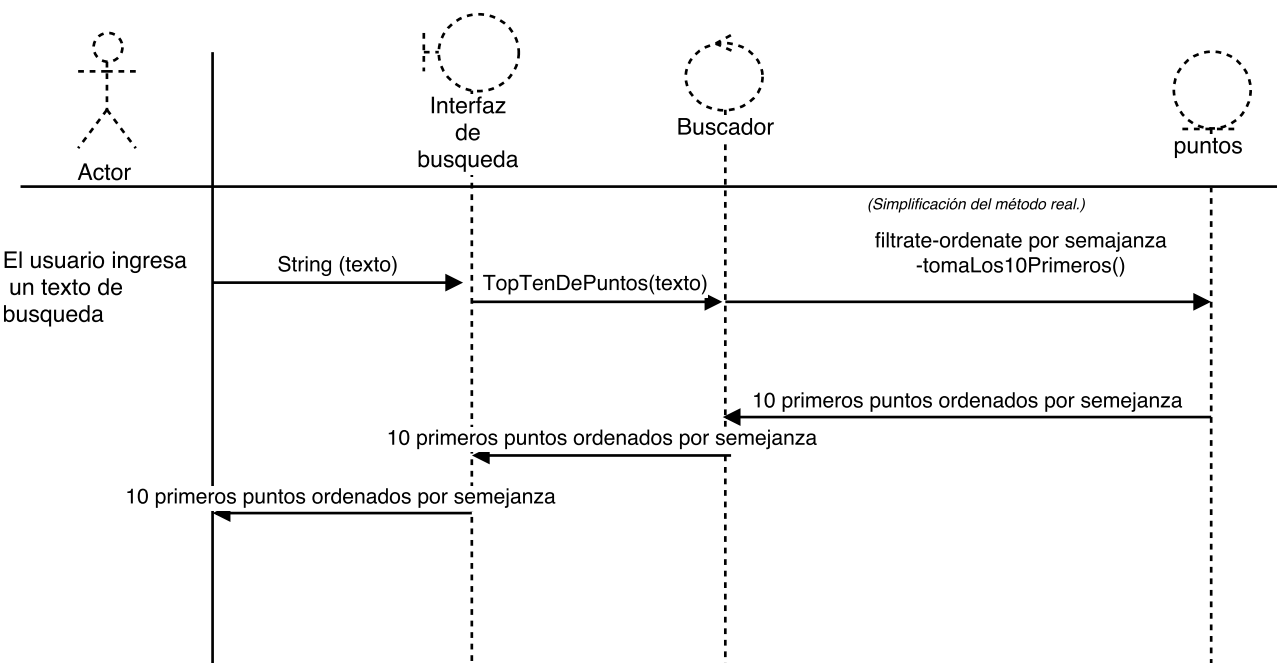 Interfaz
de
busqueda
Buscador
puntos
Actor
(Simplificación del método real.)
filtrate-ordenate por semajanza
-tomaLos10Primeros()
El usuario ingresa
un texto de
busqueda
String (texto)
TopTenDePuntos(texto)
10 primeros puntos ordenados por semejanza
10 primeros puntos ordenados por semejanza
10 primeros puntos ordenados por semejanza